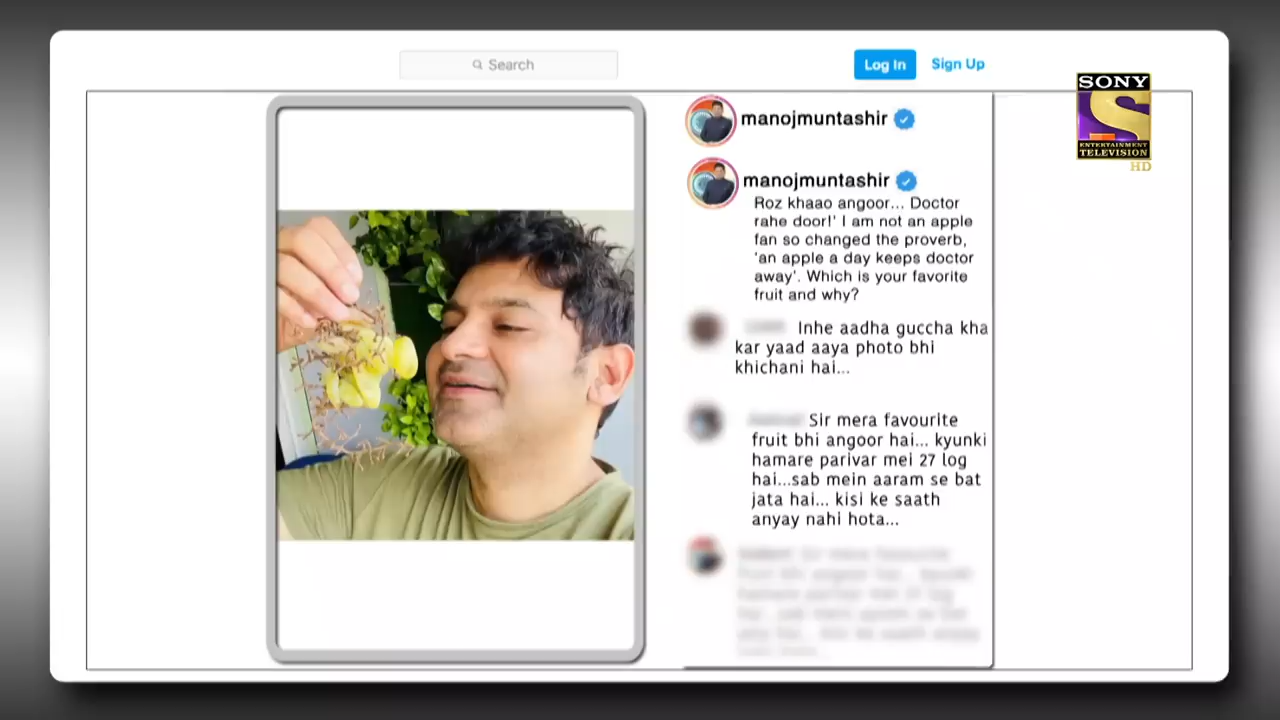 Search
Log In
Sign Up
SONY
ENTERTAINMENT
TELEVISION
HD
manojmuntashir
manojmuntashir
Roz khaao angoor... Doctor
rahe door!' I am not an apple
fan so changed the proverb,
'an apple a day keeps doctor
away'. Which is your favorite
fruit and why?
Inhe aadha guccha kha
kar yaad aaya photo bhi
khichani hai...
Sir mera favourite
fruit bhi angoor hai... kyunki
hamare parivar mei 27 log
hai...sab mein aaram se bat
jata hai... kisi ke saath
anyay nahi hota...